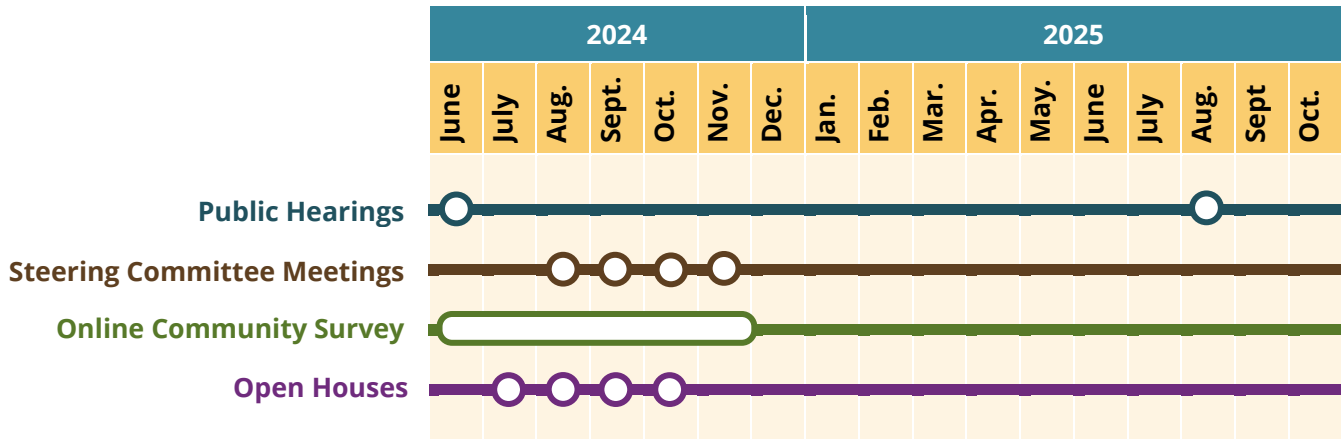 2024 2025
June July Aug. Sept. Oct. Nov. Dec. Jan. Feb. Mar. Apr. May. June July Aug. Sept Oct.
Public Hearings
Steering Committee Meetings
Online Community Survey
Open Houses